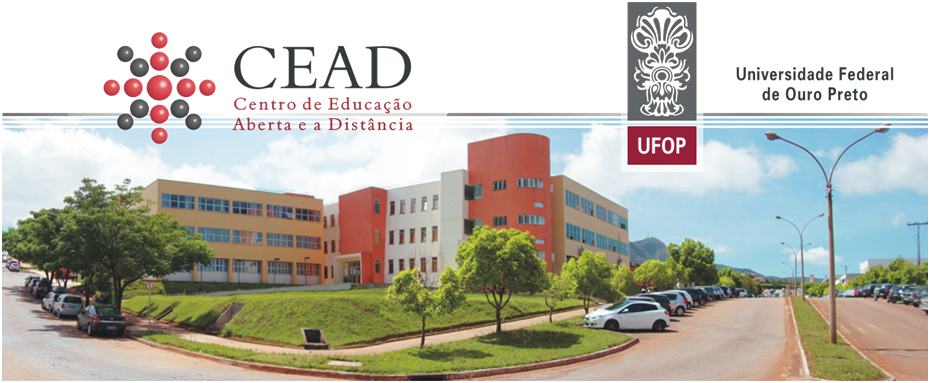 CEAD
Centro de Educação
Aberta e a Distância
UFOP
Universidade Federal
de Ouro Preto